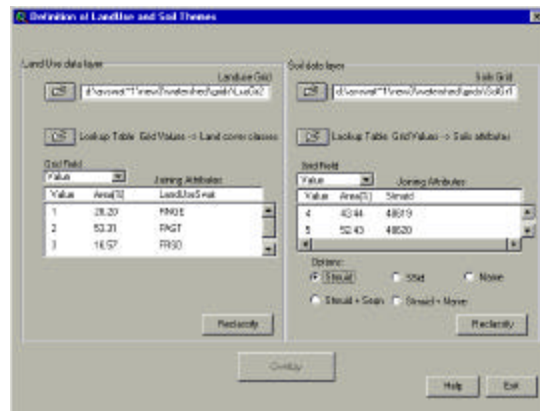 Definition of LandUse and Soil Themes
Land Use data layer
Landuse Grid
Lookup Table Grid Values -> Land cover classes
Grid Field
Value
Joining Attributes
Value Area(%) LandUseSwat
1 28.20 RNGE
2 53.31 PAST
3 16.57 FRSD
Reclassify
Soil data layer
Soils Grid
Lookup Table Grid Values -> Soils attributes
Grid Field
Value
Joining Attributes
Value Area(%) Stmuid
4 43.44 48619
5 52.43 48620
Options:
Stmuid S5id Name
Stmuid + Seqn Stmuid + Name
Reclassify
Overlay
Help Exit